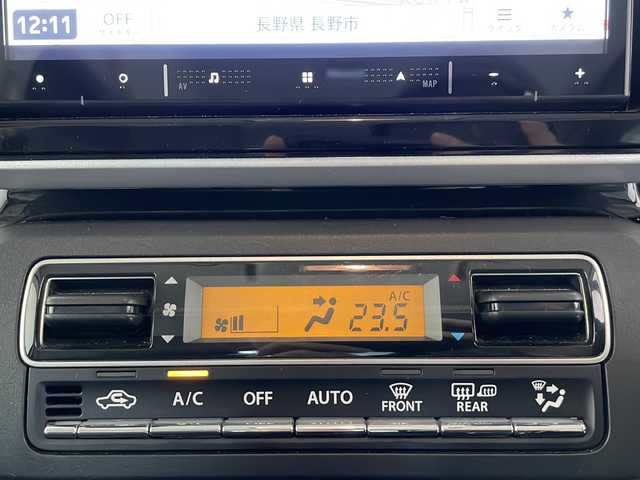 12:11
OFF
長野県 長野市
AV
MAP
A/C
23.5
A/C
OFF
AUTO
FRONT
REAR